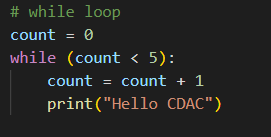 # while loop
count = 0
while (count < 5):
    count = count + 1
    print("Hello CDAC")